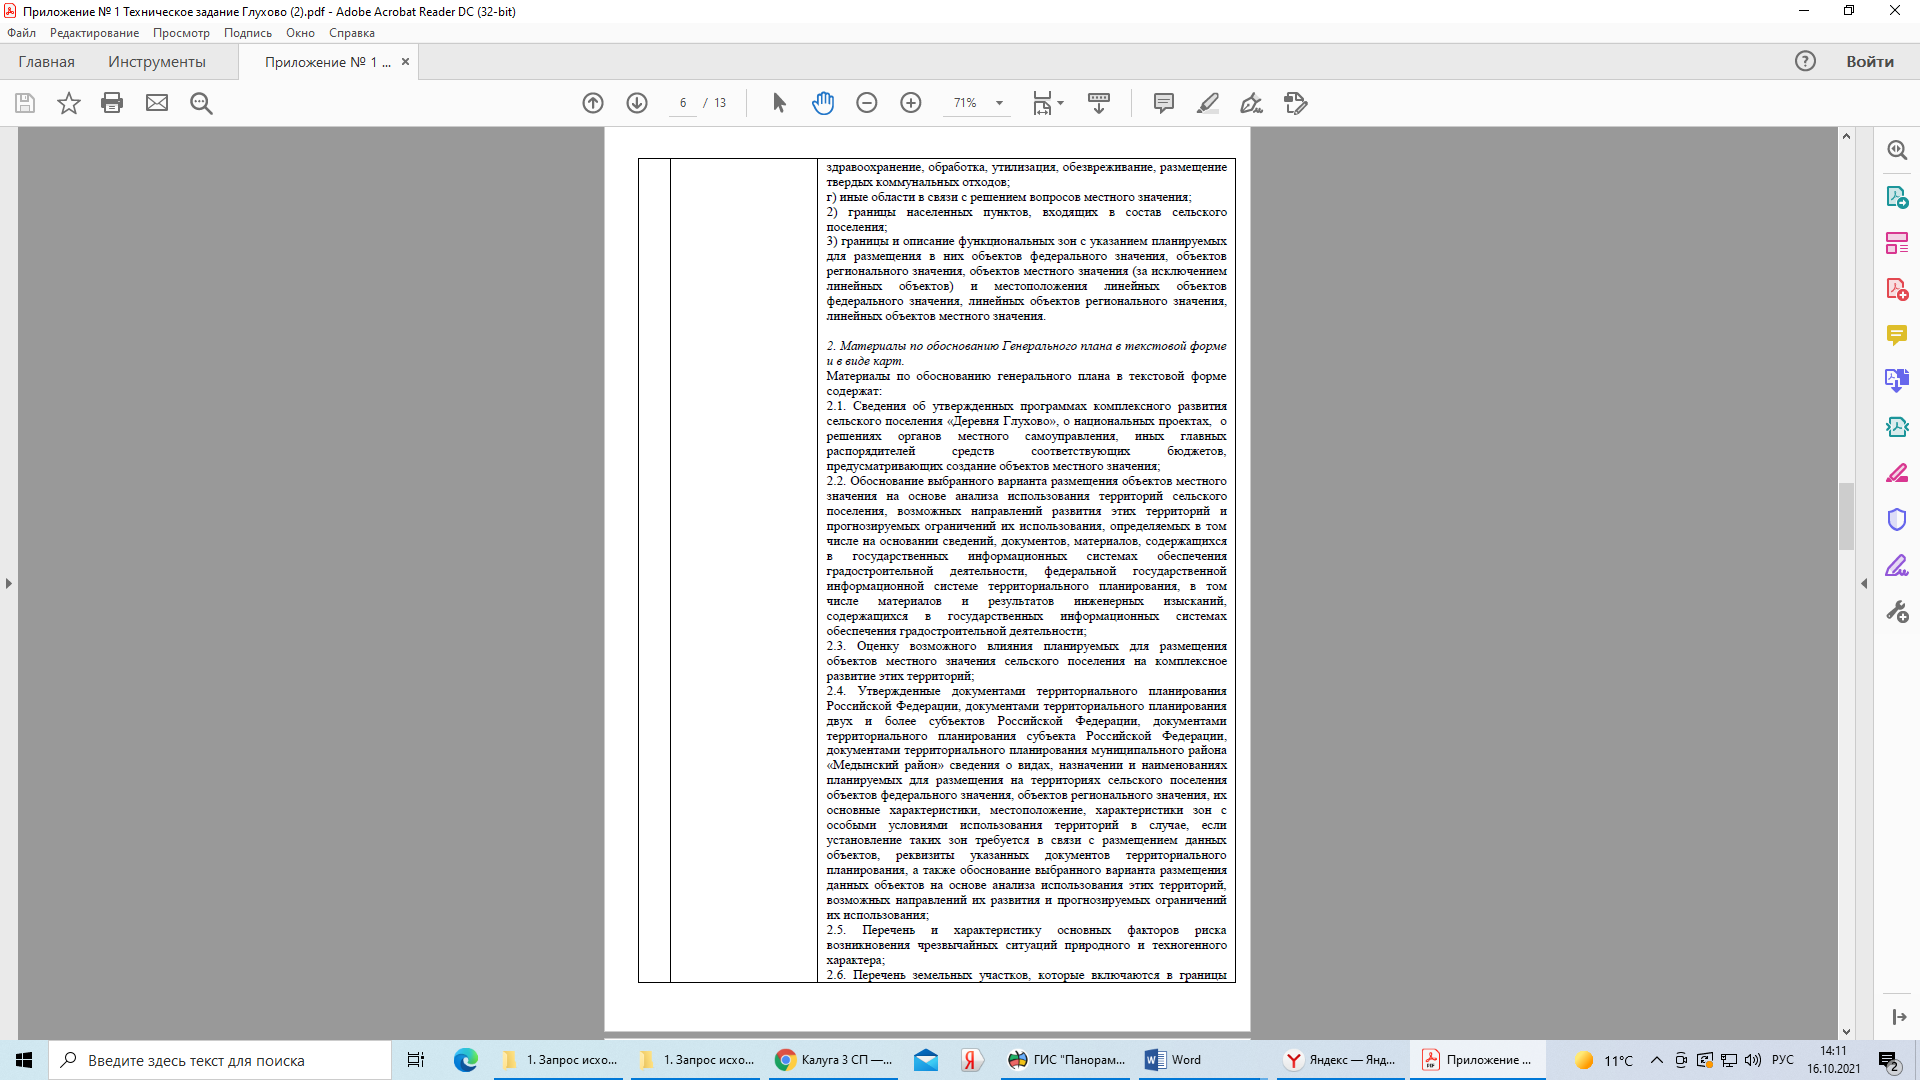 Приложение № 1 Техническое задание Глухово (2).pdf - Adobe Acrobat Reader DC (32-bit)
Файл Редактирование Просмотр Подпись Окно Справка
Главная Инструменты Приложение № 1 ... × Войти
6 / 13 71%
здравоохранение, обработка, утилизация, обезвреживание, размещение
твердых коммунальных отходов;
г) иные области в связи с решением вопросов местного значения;
2) границы населенных пунктов, входящих в состав сельского
поселения;
3) границы и описание функциональных зон с указанием планируемых
для размещения в них объектов федерального значения, объектов
регионального значения, объектов местного значения (за исключением
линейных объектов) и местоположения линейных объектов
федерального значения, линейных объектов регионального значения,
линейных объектов местного значения.
2. Материалы по обоснованию Генерального плана в текстовой форме
и в виде карт.
Материалы по обоснованию генерального плана в текстовой форме
содержат:
2.1. Сведения об утвержденных программах комплексного развития
сельского поселения «Деревня Глухово», о национальных проектах, о
решениях органов местного самоуправления, иных главных
распорядителей средств соответствующих бюджетов,
предусматривающих создание объектов местного значения;
2.2. Обоснование выбранного варианта размещения объектов местного
значения на основе анализа использования территорий сельского
поселения, возможных направлений развития этих территорий и
прогнозируемых ограничений их использования, определяемых в том
числе на основании сведений, документов, материалов, содержащихся
в государственных информационных системах обеспечения
градостроительной деятельности, федеральной государственной
информационной системе территориального планирования, в том
числе материалов и результатов инженерных изысканий,
содержащихся в государственных информационных системах
обеспечения градостроительной деятельности;
2.3. Оценку возможного влияния планируемых для размещения
объектов местного значения сельского поселения на комплексное
развитие этих территорий;
2.4. Утвержденные документами территориального планирования
Российской Федерации, документами территориального планирования
двух и более субъектов Российской Федерации, документами
территориального планирования субъекта Российской Федерации,
документами территориального планирования муниципального района
«Медынский район» сведения о видах, назначении и наименованиях
планируемых для размещения на территориях сельского поселения
объектов федерального значения, объектов регионального значения, их
основные характеристики, местоположение, характеристики зон с
особыми условиями использования территорий в случае, если
установление таких зон требуется в связи с размещением данных
объектов, реквизиты указанных документов территориального
планирования, а также обоснование выбранного варианта размещения
данных объектов на основе анализа использования этих территорий,
возможных направлений их развития и прогнозируемых ограничений
их использования;
2.5. Перечень и характеристику основных факторов риска
возникновения чрезвычайных ситуаций природного и техногенного
характера;
2.6. Перечень земельных участков, которые включаются в границы
Введите здесь текст для поиска 1. Запрос исхо... 1. Запрос исхо... Калуга 3 СП —... ГИС "Панорам... Word Яндекс — Янд... Приложение ... 11°C РУС 14:11
16.10.2021 2